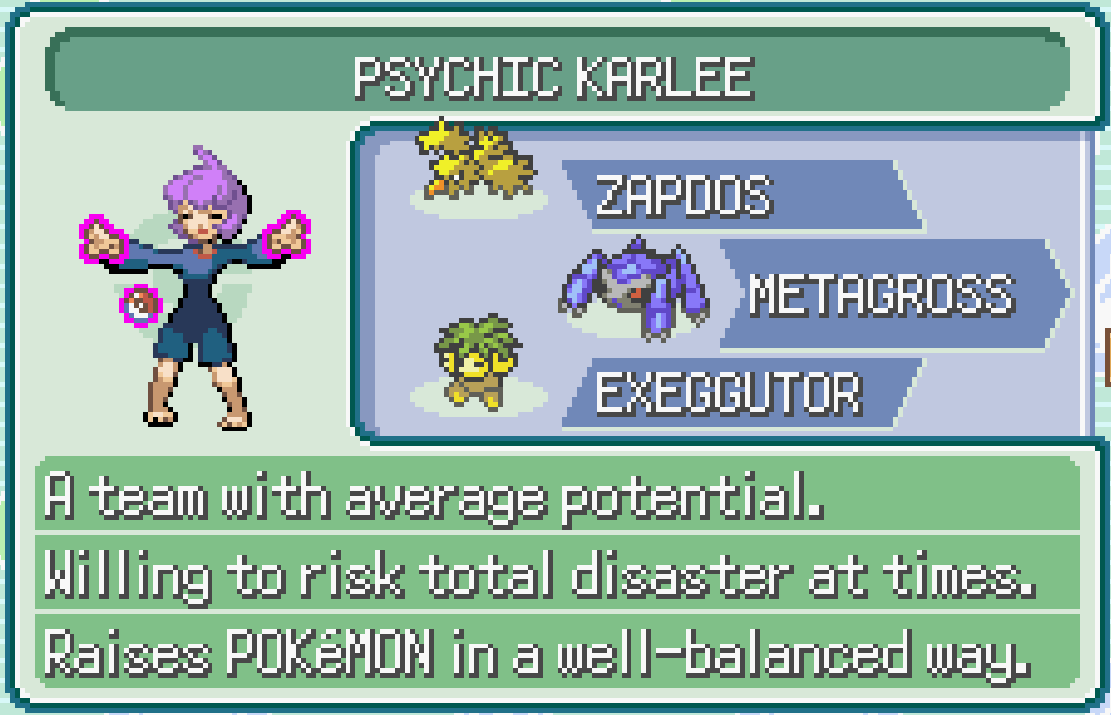 PSYCHIC KARLEE
ZAPDOS
METAGROSS
EXEGGUTOR
A team with average potential.
Willing to risk total disaster at times.
Raises POKéMON in a well-balanced way.